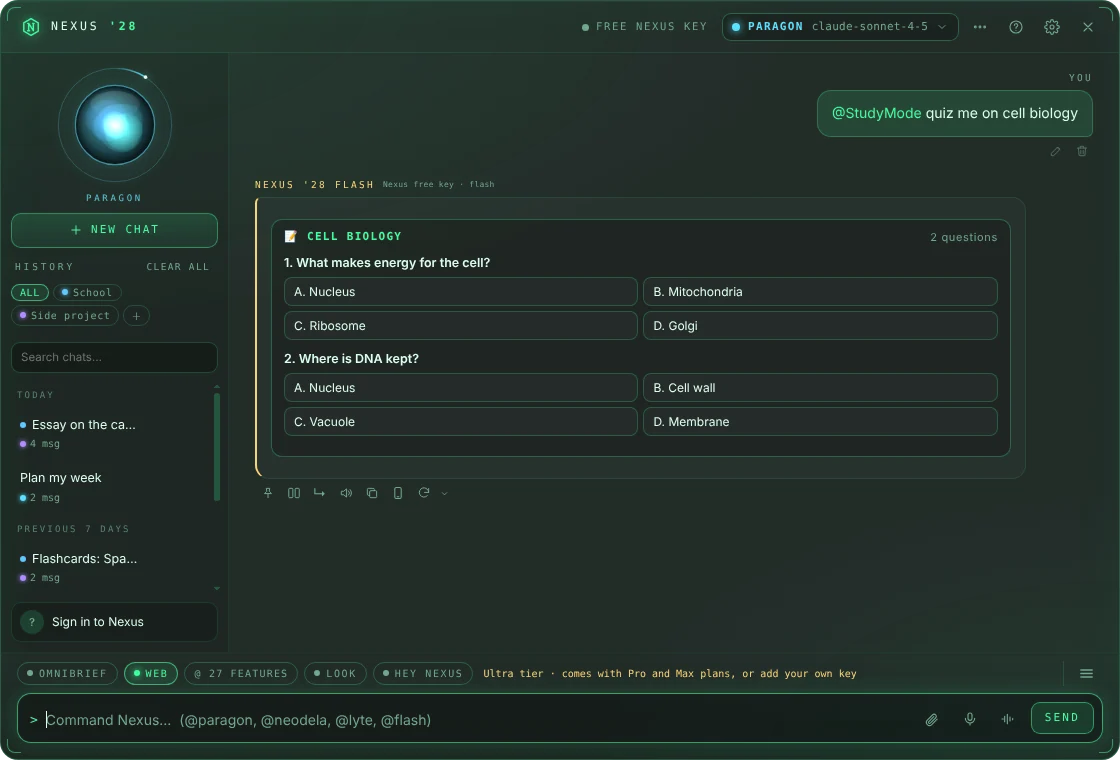 NEXUS '28
FREE NEXUS KEY
PARAGON claude-sonnet-4-5
PARAGON
+ NEW CHAT
HISTORY CLEAR ALL
ALL School
Side project +
Search chats...
TODAY
Essay on the ca...
4 msg
Plan my week
2 msg
PREVIOUS 7 DAYS
Flashcards: Spa...
2 msg
? Sign in to Nexus
YOU
@StudyMode quiz me on cell biology
NEXUS '28 FLASH Nexus free key · flash
CELL BIOLOGY 2 questions
1. What makes energy for the cell?
A. Nucleus B. Mitochondria
C. Ribosome D. Golgi
2. Where is DNA kept?
A. Nucleus B. Cell wall
C. Vacuole D. Membrane
OMNIBRIEF WEB @ 27 FEATURES LOOK HEY NEXUS Ultra tier · comes with Pro and Max plans, or add your own key
> Command Nexus... (@paragon, @neodela, @lyte, @flash) SEND